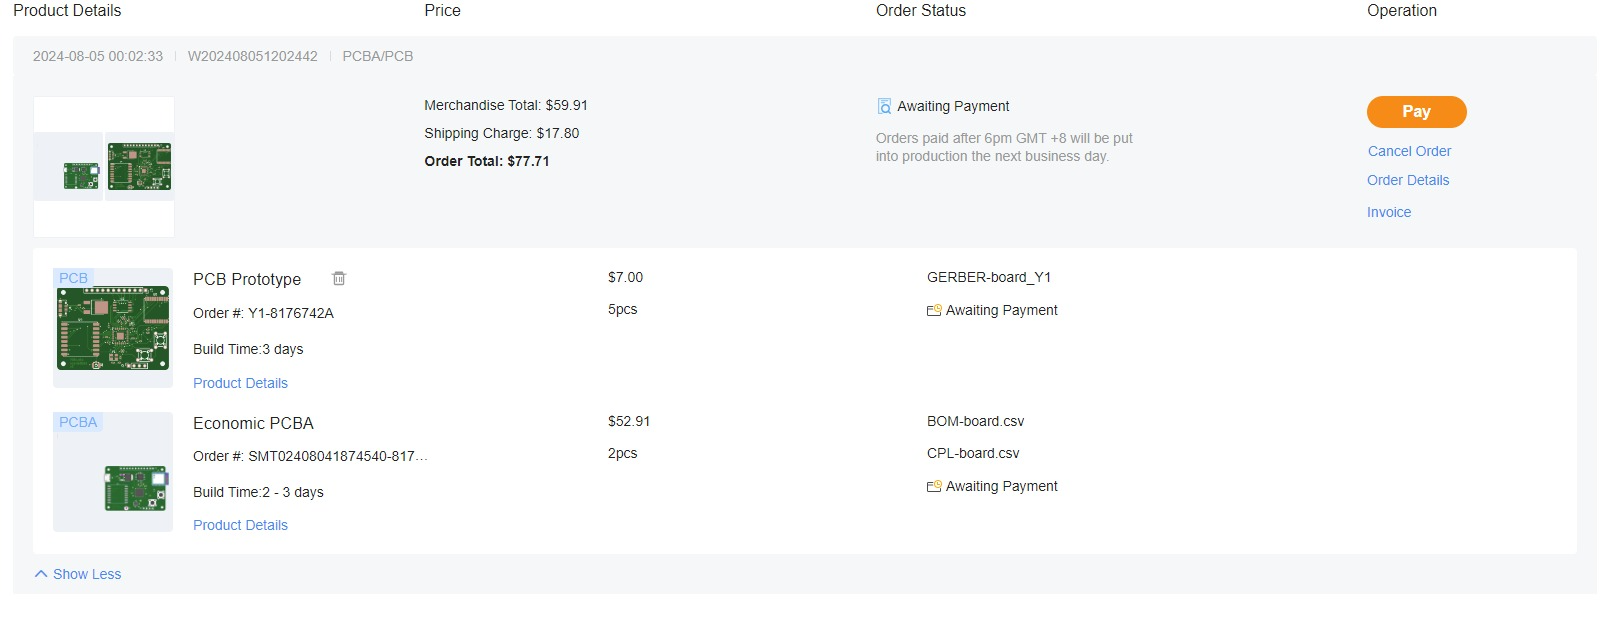 Product Details Price Order Status Operation
2024-08-05 00:02:33 W202408051202442 PCBA/PCB
Merchandise Total: $59.91
Shipping Charge: $17.80
Order Total: $77.71
Awaiting Payment
Orders paid after 6pm GMT +8 will be put
into production the next business day.
Pay
Cancel Order
Order Details
Invoice
PCB
PCB Prototype
Order #: Y1-8176742A
Build Time:3 days
Product Details
$7.00
5pcs
GERBER-board_Y1
Awaiting Payment
PCBA
Economic PCBA
Order #: SMT02408041874540-817...
Build Time:2 - 3 days
Product Details
$52.91
2pcs
BOM-board.csv
CPL-board.csv
Awaiting Payment
Show Less